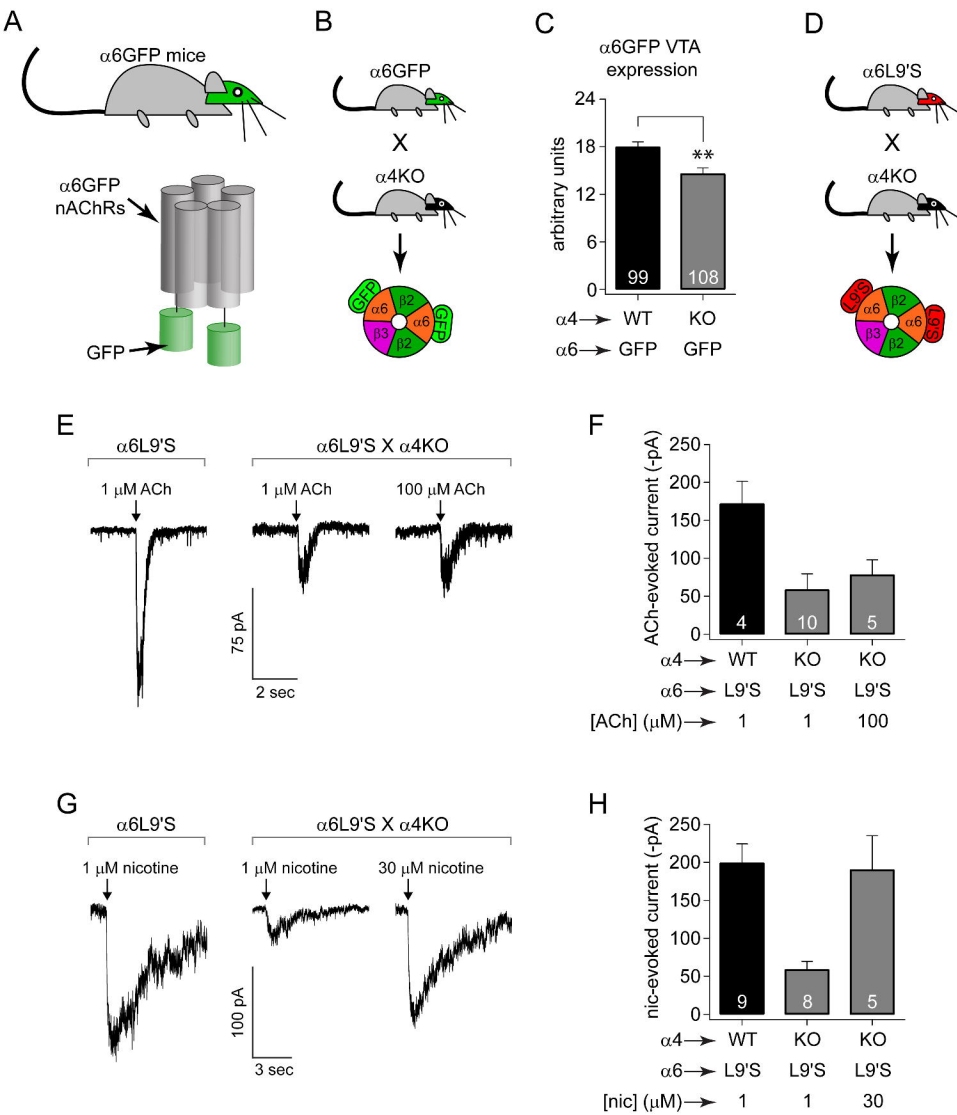 A
α6GFP mice
α6GFP
nAChRs
GFP
B
α6GFP
X
α4KO
GFP
β2
α6
α6
GFP
β3
β2
C
α6GFP VTA
expression
arbitrary units
24
18
12
6
0
**
99
108
α4 WT KO
α6 GFP GFP
D
α6L9'S
X
α4KO
L9'S
β2
α6
α6
L9'S
β3
β2
E
α6L9'S
α6L9'S X α4KO
1 μM ACh
1 μM ACh
100 μM ACh
75 pA
2 sec
F
ACh-evoked current (-pA)
250
200
150
100
50
0
4
10
5
α4 WT KO KO
α6 L9'S L9'S L9'S
[ACh] (μM) 1 1 100
G
α6L9'S
α6L9'S X α4KO
1 μM nicotine
1 μM nicotine
30 μM nicotine
100 pA
3 sec
H
nic-evoked current (-pA)
250
200
150
100
50
0
9
8
5
α4 WT KO KO
α6 L9'S L9'S L9'S
[nic] (μM) 1 1 30